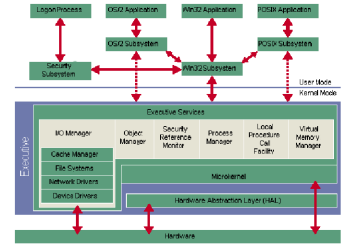 Logon Process
OS/2 Application
Win32 Application
POSIX Application
OS/2 Subsystem
POSIX Subsystem
Security
Subsystem
Win32 Subsystem
User Mode
Kernel Mode
Executive
Executive Services
I/O Manager
Object
Manager
Security
Reference
Monitor
Process
Manager
Local
Procedure
Call
Facility
Virtual
Memory
Manager
Cache Manager
File Systems
Network Drivers
Device Drivers
Microkernel
Hardware Abstraction Layer (HAL)
Hardware